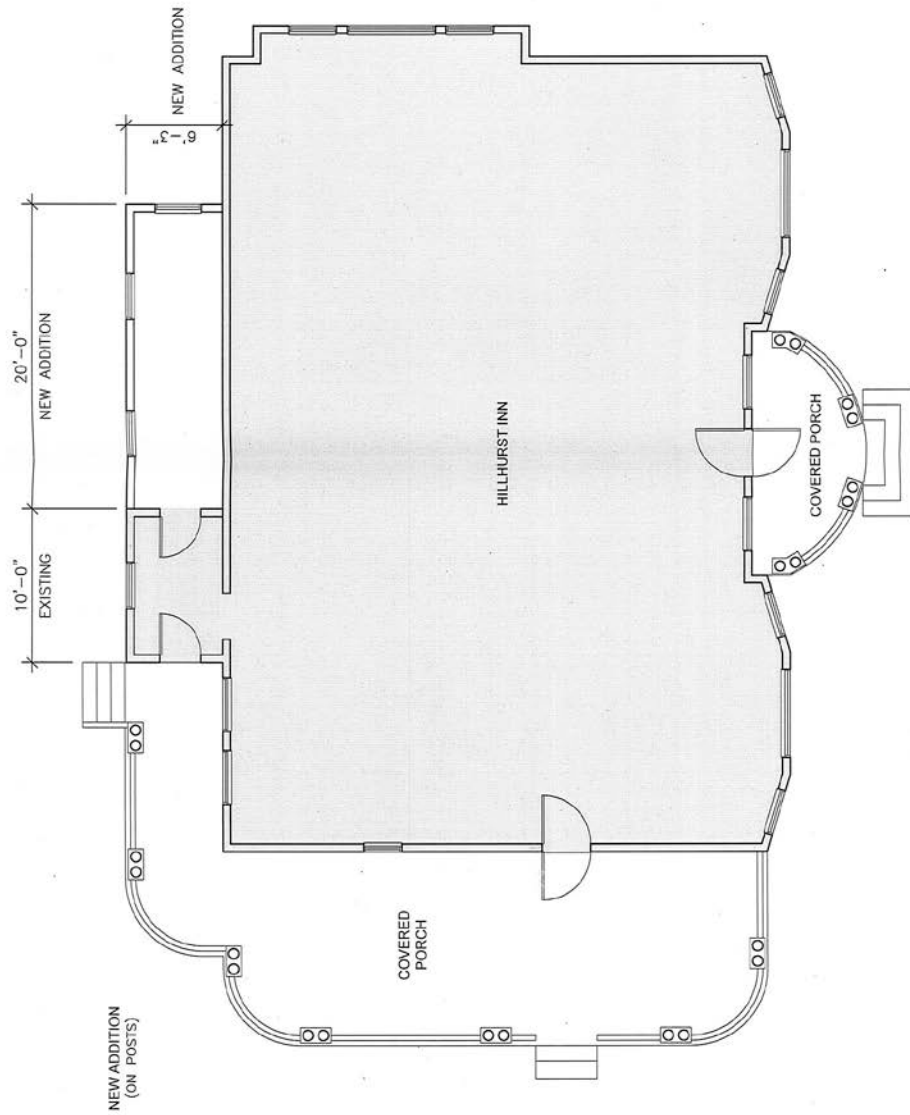 20'-0"
NEW ADDITION
10'-0"
EXISTING
6'-3"
NEW ADDITION
HILLHURST INN
COVERED PORCH
COVERED
PORCH
NEW ADDITION
(ON POSTS)